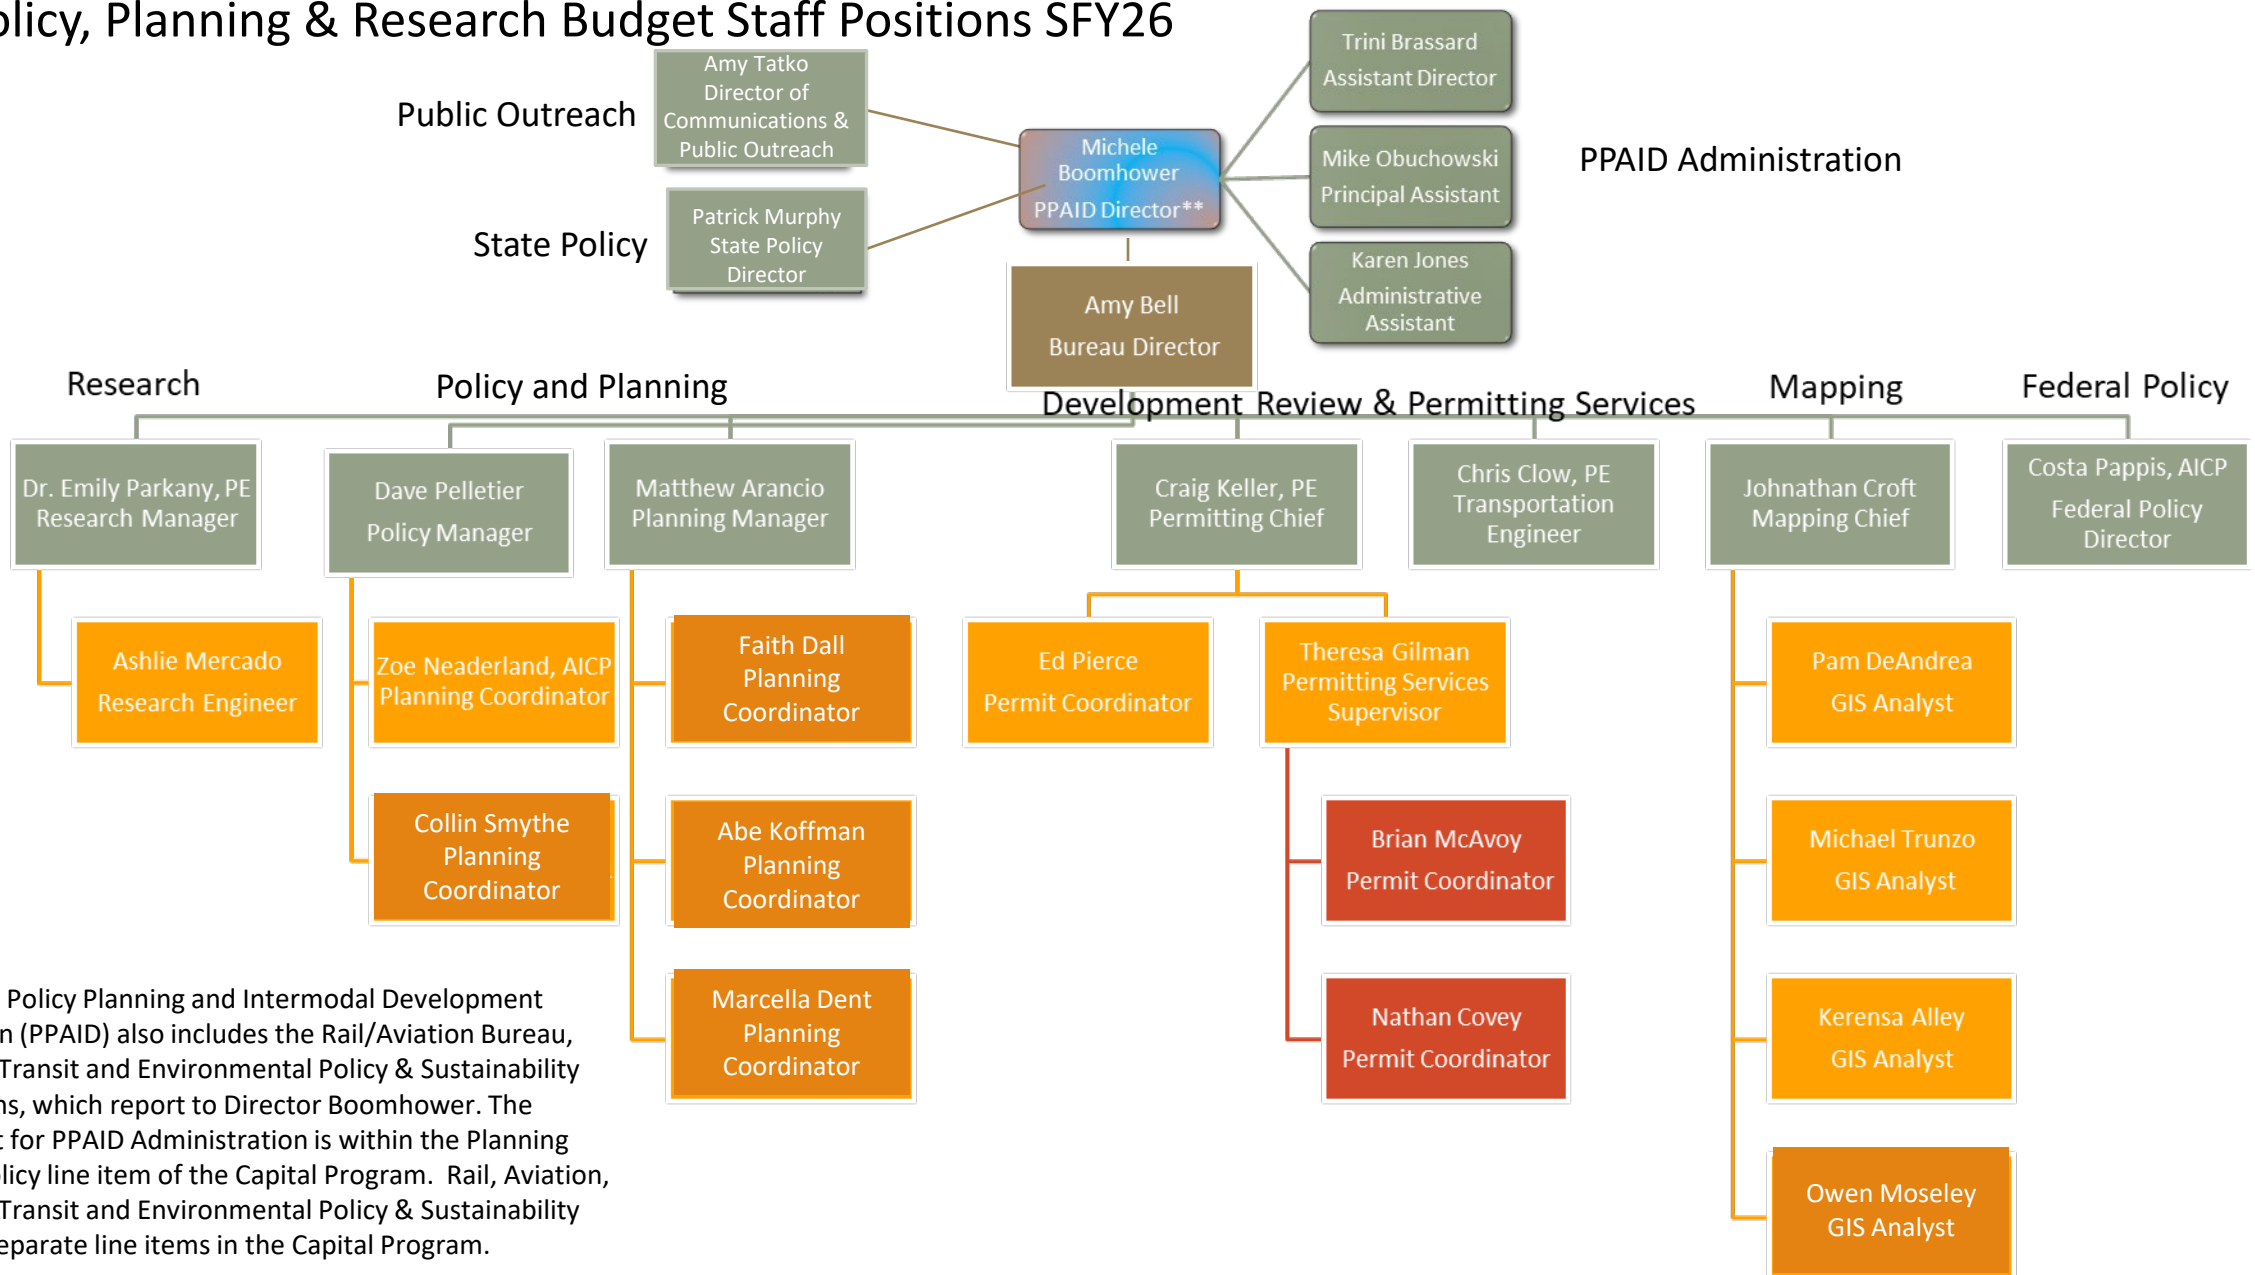 olicy, Planning & Research Budget Staff Positions SFY26
Public Outreach
Amy Tatko
Director of
Communications &
Public Outreach
State Policy
Patrick Murphy
State Policy
Director
Michele
Boomhower
PPAID Director**
Trini Brassard
Assistant Director
Mike Obuchowski
Principal Assistant
Karen Jones
Administrative
Assistant
PPAID Administration
Amy Bell
Bureau Director
Research
Policy and Planning
Development Review & Permitting Services
Mapping
Federal Policy
Dr. Emily Parkany, PE
Research Manager
Dave Pelletier
Policy Manager
Matthew Arancio
Planning Manager
Craig Keller, PE
Permitting Chief
Chris Clow, PE
Transportation
Engineer
Johnathan Croft
Mapping Chief
Costa Pappis, AICP
Federal Policy
Director
Ashlie Mercado
Research Engineer
Zoe Neaderland, AICP
Planning Coordinator
Faith Dall
Planning
Coordinator
Ed Pierce
Permit Coordinator
Theresa Gilman
Permitting Services
Supervisor
Pam DeAndrea
GIS Analyst
Collin Smythe
Planning
Coordinator
Abe Koffman
Planning
Coordinator
Brian McAvoy
Permit Coordinator
Michael Trunzo
GIS Analyst
Marcella Dent
Planning
Coordinator
Nathan Covey
Permit Coordinator
Kerensa Alley
GIS Analyst
Owen Moseley
GIS Analyst
Policy Planning and Intermodal Development
n (PPAID) also includes the Rail/Aviation Bureau,
Transit and Environmental Policy & Sustainability
ns, which report to Director Boomhower. The
t for PPAID Administration is within the Planning
olicy line item of the Capital Program. Rail, Aviation,
Transit and Environmental Policy & Sustainability
eparate line items in the Capital Program.